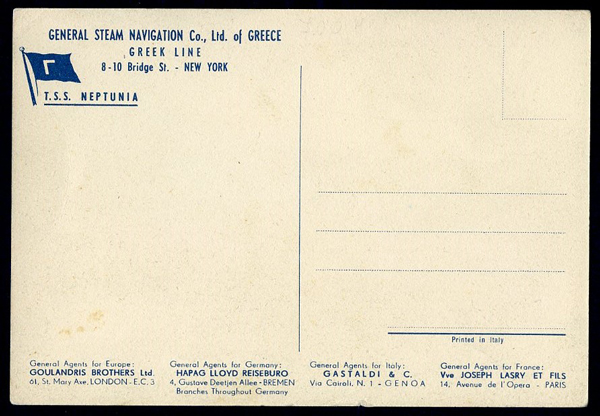 GENERAL STEAM NAVIGATION Co., Ltd. of GREECE
GREEK LINE
8-10 Bridge St. - NEW YORK
Γ
T.S.S. NEPTUNIA
Printed in Italy
General Agents for Europe:
GOULANDRIS BROTHERS Ltd.
61, St. Mary Axe, LONDON - E.C. 3
General Agents for Germany:
HAPAG LLOYD REISEBURO
4, Gustave Deetjen Allee - BREMEN
Branches Throughout Germany
General Agents for Italy:
GASTALDI & C.
Via Cairoli, N. 1 - GENOA
General Agents for France:
Vve JOSEPH LASRY ET FILS
14, Avenue de l'Opera - PARIS